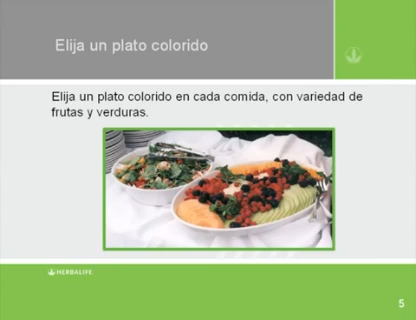 Elija un plato colorido
Elija un plato colorido en cada comida, con variedad de
frutas y verduras.
HERBALIFE
5